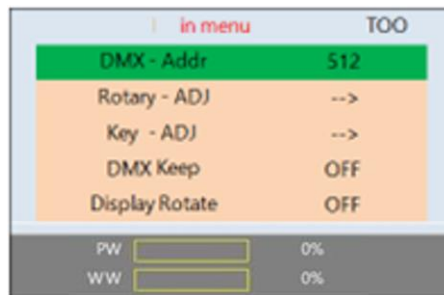 in menu TOO
DMX - Addr 512
Rotary - ADJ -->
Key - ADJ -->
DMX Keep OFF
Display Rotate OFF
PW 0%
WW 0%